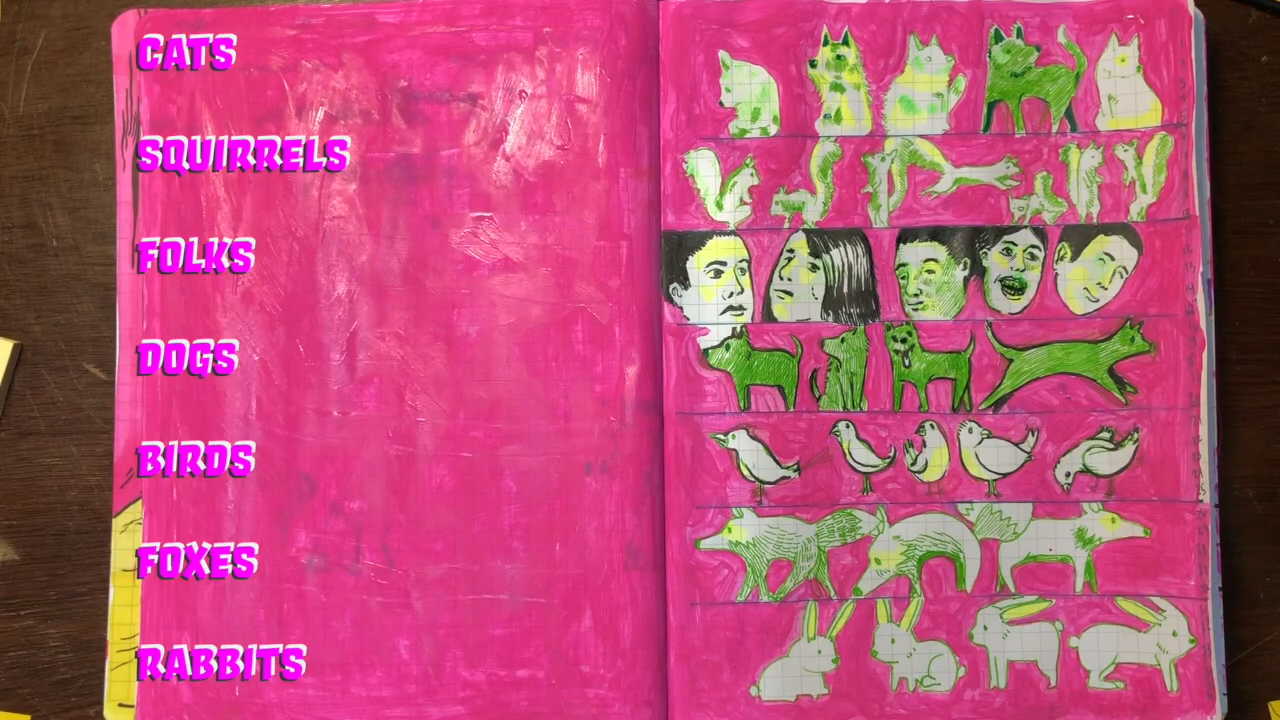 CATS
SQUIRRELS
FOLKS
DOGS
BIRDS
FOXES
RABBITS